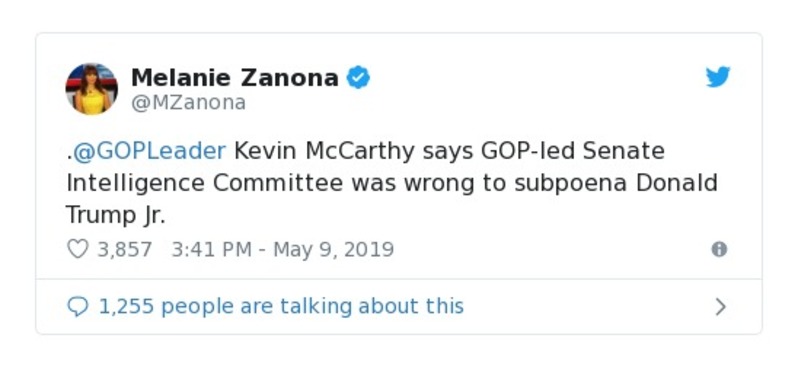 Melanie Zanona
@MZanona
.@GOPLeader Kevin McCarthy says GOP-led Senate
Intelligence Committee was wrong to subpoena Donald
Trump Jr.
3,857 3:41 PM - May 9, 2019
1,255 people are talking about this